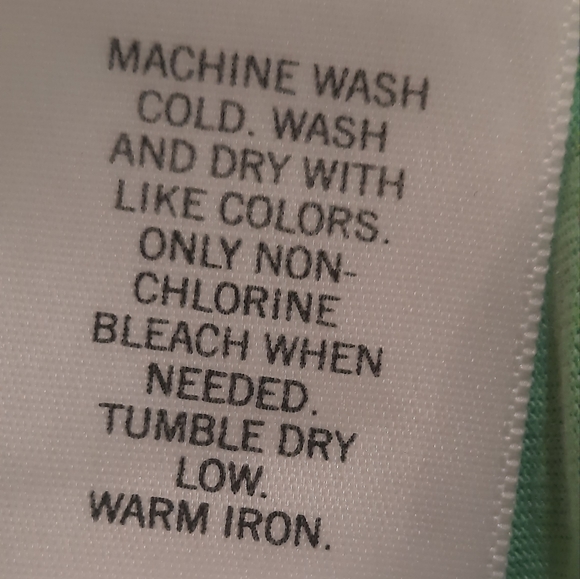 MACHINE WASH
COLD. WASH
AND DRY WITH
LIKE COLORS.
ONLY NON-
CHLORINE
BLEACH WHEN
NEEDED.
TUMBLE DRY
LOW.
WARM IRON.